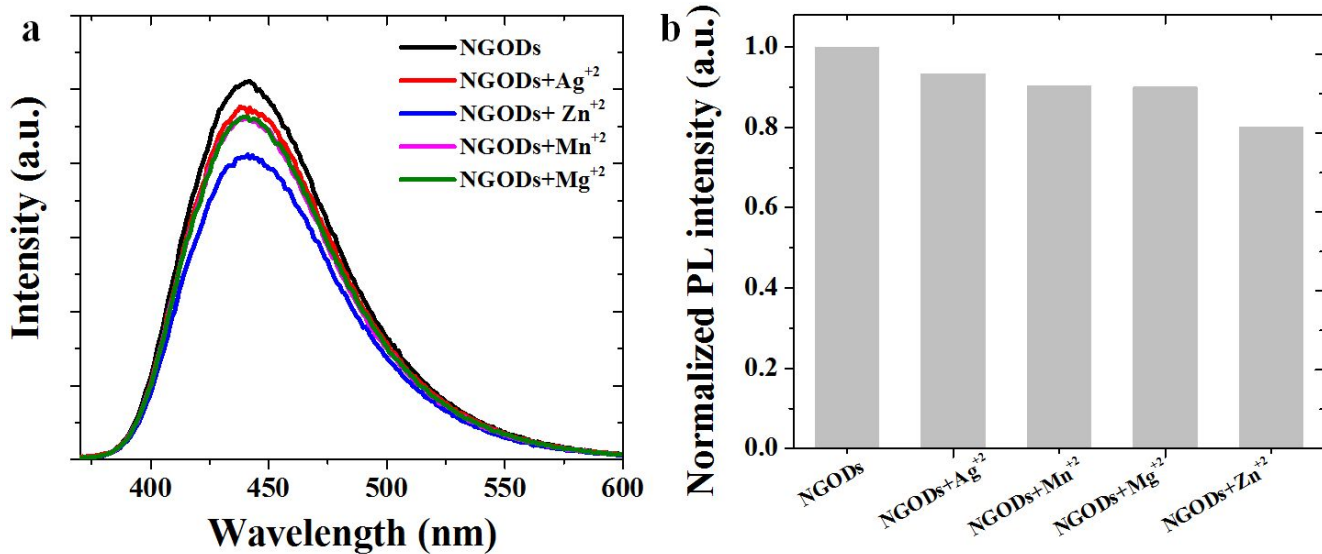 a
NGODs
NGODs+Ag+2
NGODs+ Zn+2
NGODs+Mn+2
NGODs+Mg+2
Intensity (a.u.)
400 450 500 550 600
Wavelength (nm)
b
Normalized PL intensity (a.u.)
1.0
0.8
0.6
0.4
0.2
0.0
NGODs
NGODs+Ag+2
NGODs+Mn+2
NGODs+Mg+2
NGODs+Zn+2